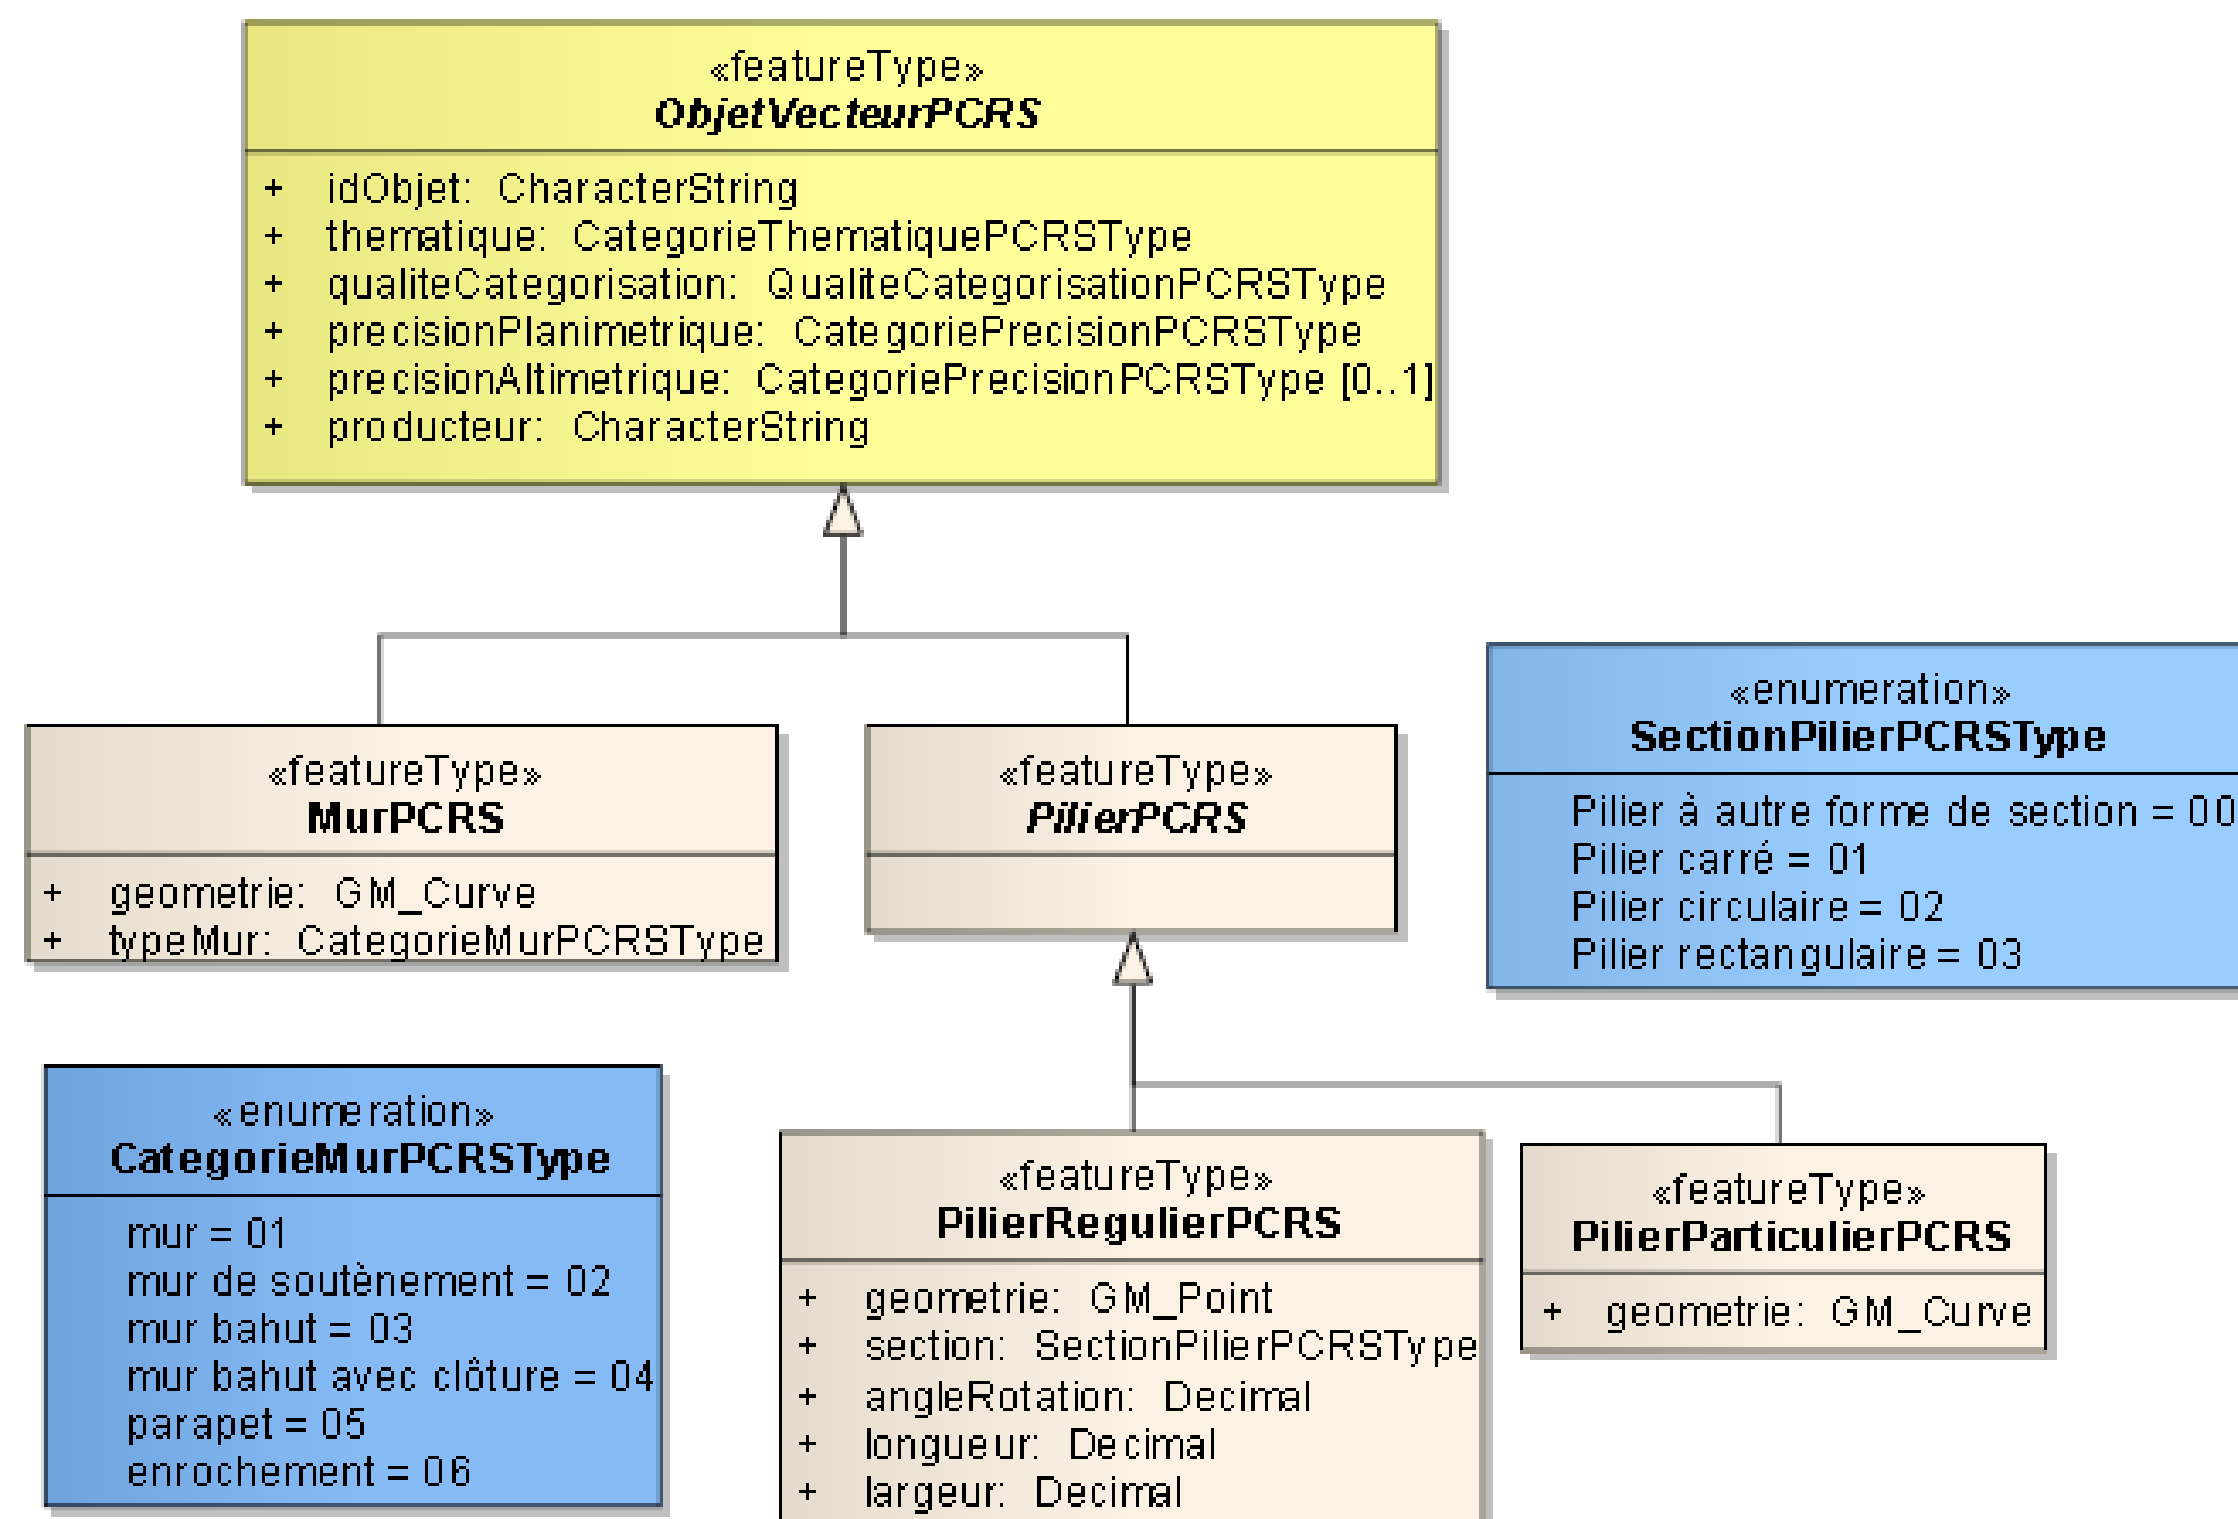 «featureType»
ObjetVecteurPCRS
+ idObjet: CharacterString
+ thematique: CategorieThematiquePCRSType
+ qualiteCategorisation: QualiteCategorisationPCRSType
+ precisionPlanimetrique: CategoriePrecisionPCRSType
+ precisionAltimetrique: CategoriePrecisionPCRSType [0..1]
+ producteur: CharacterString
«featureType»
MurPCRS
+ geometrie: GM_Curve
+ typeMur: CategorieMurPCRSType
«featureType»
PilierPCRS
«enumeration»
SectionPilierPCRSType
Pilier à autre forme de section = 00
Pilier carré = 01
Pilier circulaire = 02
Pilier rectangulaire = 03
«enumeration»
CategorieMurPCRSType
mur = 01
mur de soutènement = 02
mur bahut = 03
mur bahut avec clôture = 04
parapet = 05
enrochement = 06
«featureType»
PilierRegulierPCRS
+ geometrie: GM_Point
+ section: SectionPilierPCRSType
+ angleRotation: Decimal
+ longueur: Decimal
+ largeur: Decimal
«featureType»
PilierParticulierPCRS
+ geometrie: GM_Curve